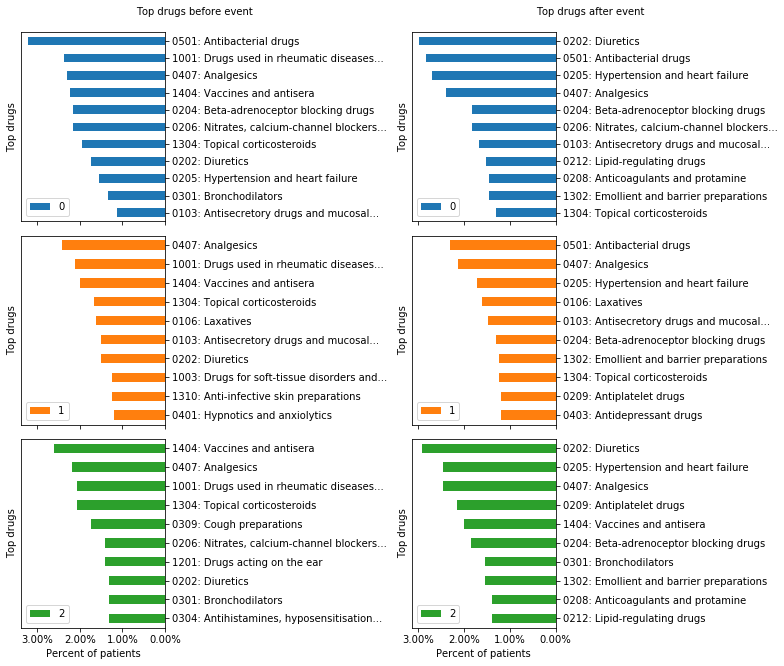 Top drugs before event
Top drugs
0501: Antibacterial drugs
1001: Drugs used in rheumatic diseases...
0407: Analgesics
1404: Vaccines and antisera
0204: Beta-adrenoceptor blocking drugs
0206: Nitrates, calcium-channel blockers...
1304: Topical corticosteroids
0202: Diuretics
0205: Hypertension and heart failure
0301: Bronchodilators
0103: Antisecretory drugs and mucosal...
0
Top drugs
0407: Analgesics
1001: Drugs used in rheumatic diseases...
1404: Vaccines and antisera
1304: Topical corticosteroids
0106: Laxatives
0103: Antisecretory drugs and mucosal...
0202: Diuretics
1003: Drugs for soft-tissue disorders and...
1310: Anti-infective skin preparations
0401: Hypnotics and anxiolytics
1
Top drugs
1404: Vaccines and antisera
0407: Analgesics
1001: Drugs used in rheumatic diseases...
1304: Topical corticosteroids
0309: Cough preparations
0206: Nitrates, calcium-channel blockers...
1201: Drugs acting on the ear
0202: Diuretics
0301: Bronchodilators
0304: Antihistamines, hyposensitisation...
2
3.00% 2.00% 1.00% 0.00%
Percent of patients
Top drugs after event
Top drugs
0202: Diuretics
0501: Antibacterial drugs
0205: Hypertension and heart failure
0407: Analgesics
0204: Beta-adrenoceptor blocking drugs
0206: Nitrates, calcium-channel blockers...
0103: Antisecretory drugs and mucosal...
0212: Lipid-regulating drugs
0208: Anticoagulants and protamine
1302: Emollient and barrier preparations
1304: Topical corticosteroids
0
Top drugs
0501: Antibacterial drugs
0407: Analgesics
0205: Hypertension and heart failure
0106: Laxatives
0103: Antisecretory drugs and mucosal...
0204: Beta-adrenoceptor blocking drugs
1302: Emollient and barrier preparations
1304: Topical corticosteroids
0209: Antiplatelet drugs
0403: Antidepressant drugs
1
Top drugs
0202: Diuretics
0205: Hypertension and heart failure
0407: Analgesics
0209: Antiplatelet drugs
1404: Vaccines and antisera
0204: Beta-adrenoceptor blocking drugs
0301: Bronchodilators
1302: Emollient and barrier preparations
0208: Anticoagulants and protamine
0212: Lipid-regulating drugs
2
3.00% 2.00% 1.00% 0.00%
Percent of patients